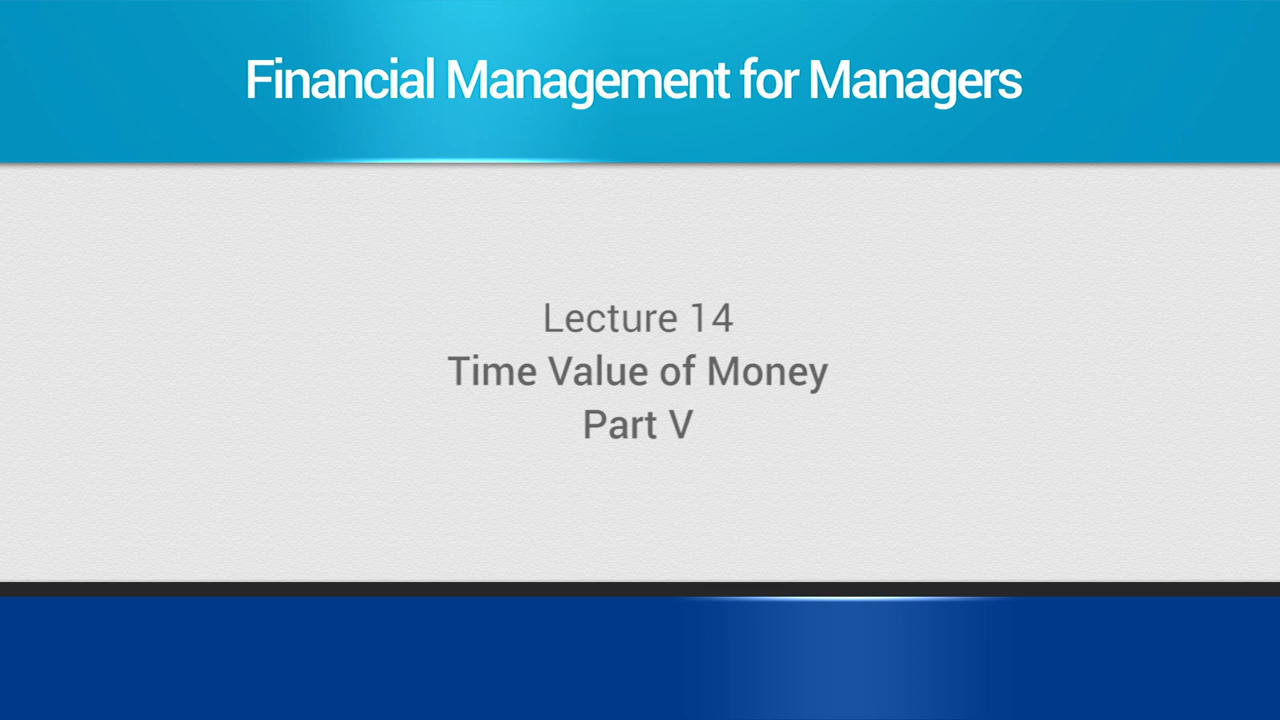 Financial Management for Managers
Lecture 14
Time Value of Money
Part V